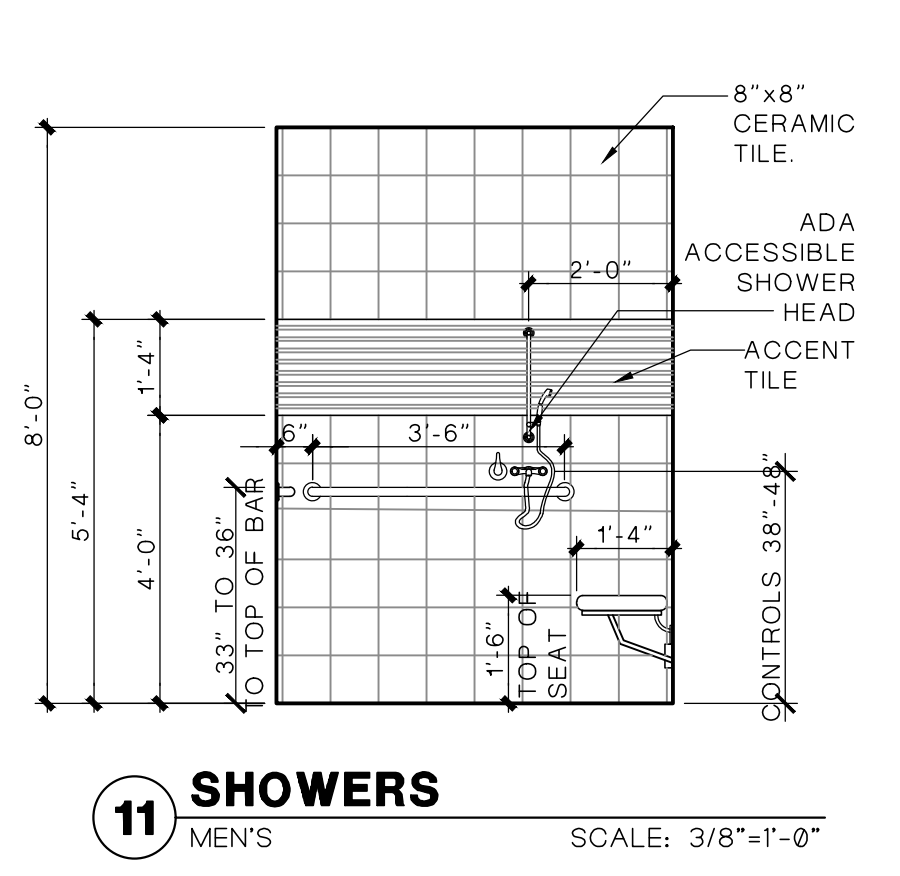 8"x8"
CERAMIC
TILE.
ADA
ACCESSIBLE
SHOWER
HEAD
2'-0"
ACCENT
TILE
1'-4"
8'-0"
6"
3'-6"
5'-4"
4'-0"
33" TO 36"
TO TOP OF BAR
CONTROLS 38"-48"
1'-4"
1'-6"
TOP OF
SEAT
11
SHOWERS
MEN'S
SCALE: 3/8"=1'-0"